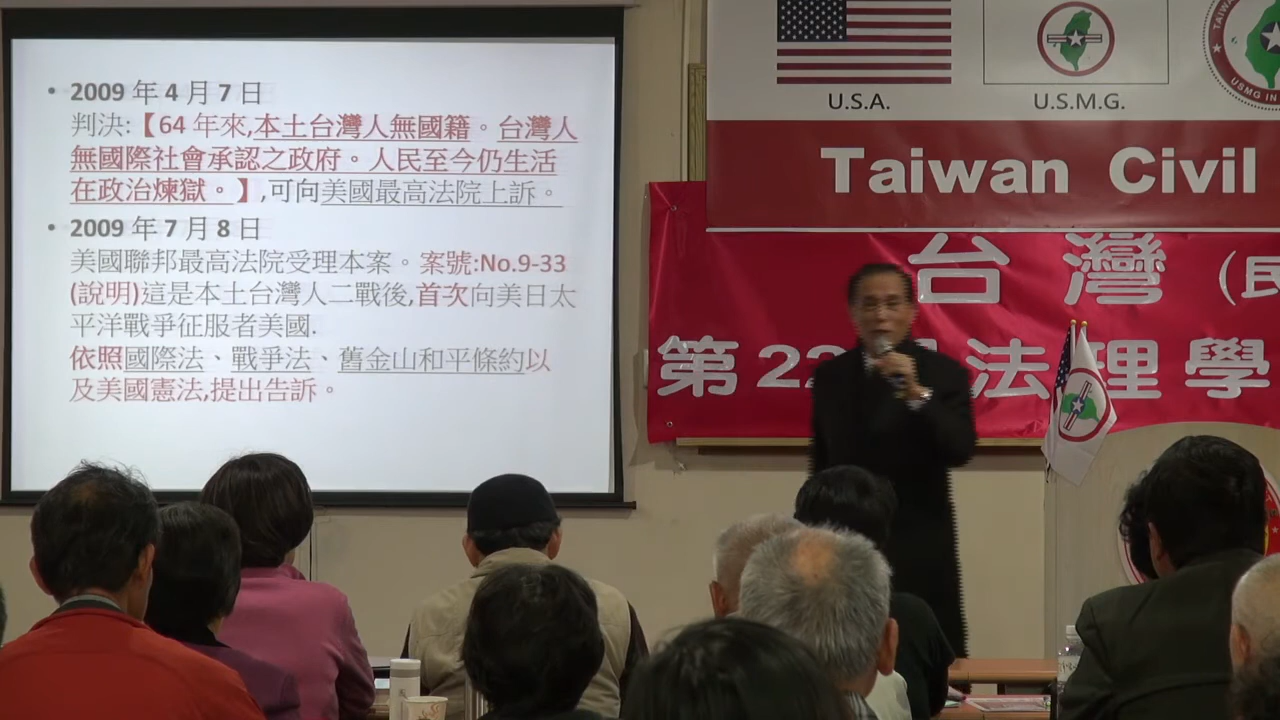 • 2009 年 4 月 7 日
判決:【64 年來,本土台灣人無國籍。台灣人
無國際社會承認之政府。人民至今仍生活
在政治煉獄。】,可向美國最高法院上訴。
• 2009 年 7 月 8 日
美國聯邦最高法院受理本案。案號:No.9-33
(說明)這是本土台灣人二戰後,首次向美日太
平洋戰爭征服者美國.
依照國際法、戰爭法、舊金山和平條約以
及美國憲法,提出告訴。
U.S.A.
U.S.M.G.
TAIWAN
USMG IN
Taiwan Civil
台灣(民
第22 法理學